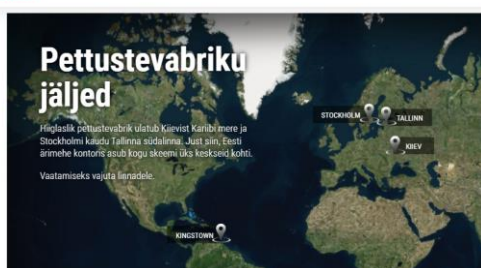 Pettustevabriku
jäljed
Hiiglaslik pettustevabrik ulatub Kiievist Kariibi mere ja
Stockholmi kaudu Tallinna südalinna. Just siin, Eesti
ärimehe kontoris asub kogu skeemi üks keskseid kohti.
Vaatamiseks vajuta linnadele.
STOCKHOLM
TALLINN
KIIEV
KINGSTOWN